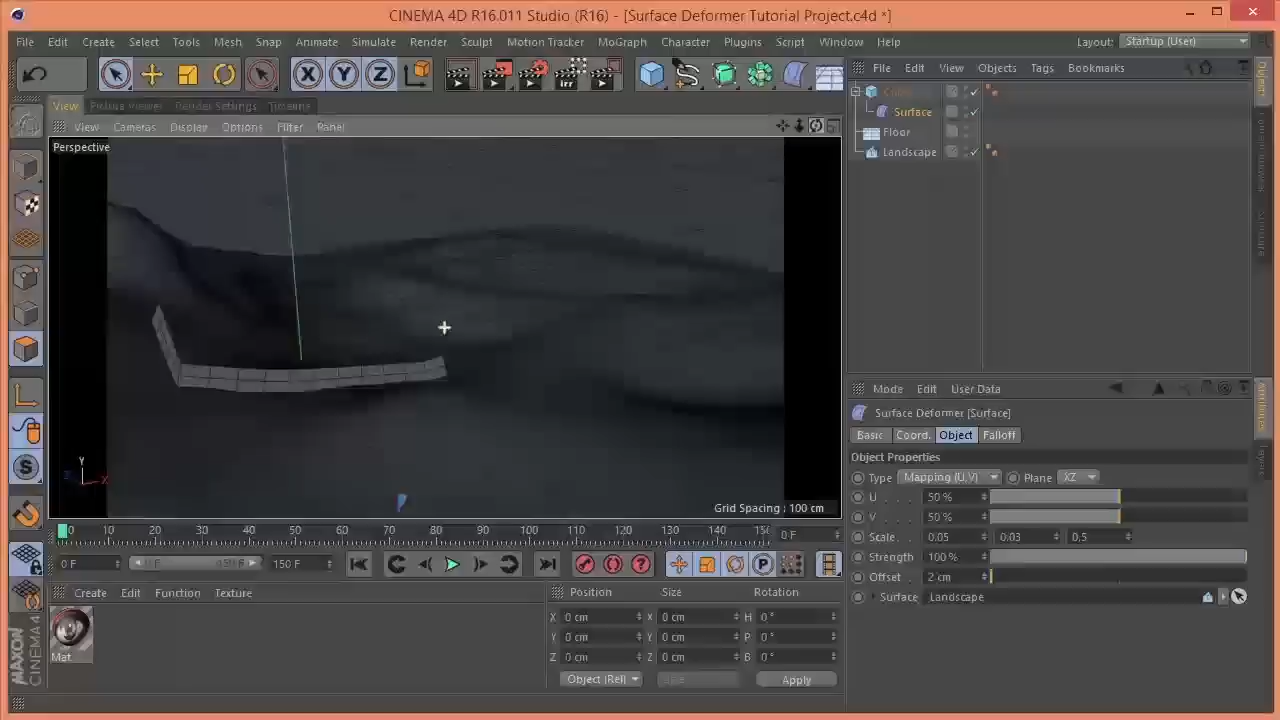 CINEMA 4D R16.011 Studio (R16) - [Surface Deformer Tutorial Project.c4d *]
File Edit Create Select Tools Mesh Snap Animate Simulate Render Sculpt Motion Tracker MoGraph Character Plugins Script Window Help Layout: Startup (User)
X Y Z
File Edit View Objects Tags Bookmarks
View Picture Viewer Render Settings Timeline
View Cameras Display Options Filter Panel
Perspective
Surface
Floor
Landscape
Mode Edit User Data
Surface Deformer [Surface]
Basic Coord. Object Falloff
Object Properties
Type Mapping (U,V) Plane XZ
U 50 %
V 50 %
Scale 0.05 0.03 0.5
Strength 100 %
Offset 2 cm
Surface Landscape
Y
X
Grid Spacing : 100 cm
0 10 20 30 40 50 60 70 80 90 100 110 120 130 140 0 F
0 F 150 F
Create Edit Function Texture
Mat
Position Size Rotation
X 0 cm X 0 cm H 0 °
Y 0 cm Y 0 cm P 0 °
Z 0 cm Z 0 cm B 0 °
Object (Rel) Apply
MAXON
CINEMA 4D